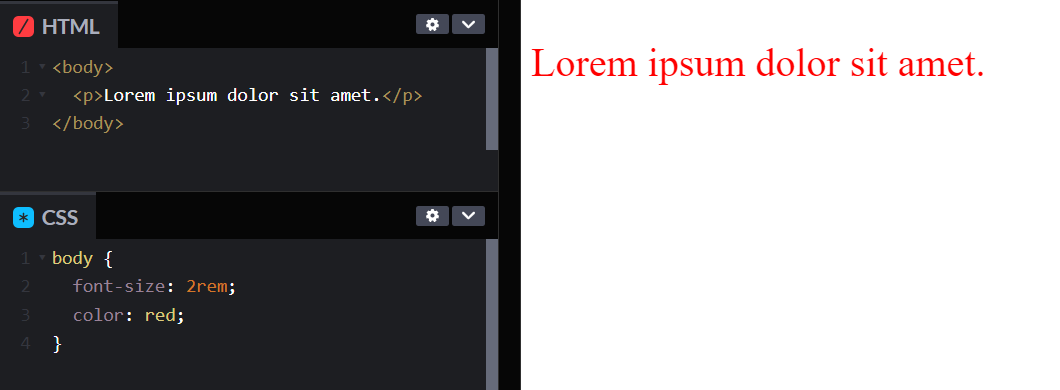 HTML
1 <body>
2 <p>Lorem ipsum dolor sit amet.</p>
3 </body>
CSS
1 body {
2 font-size: 2rem;
3 color: red;
4 }
Lorem ipsum dolor sit amet.